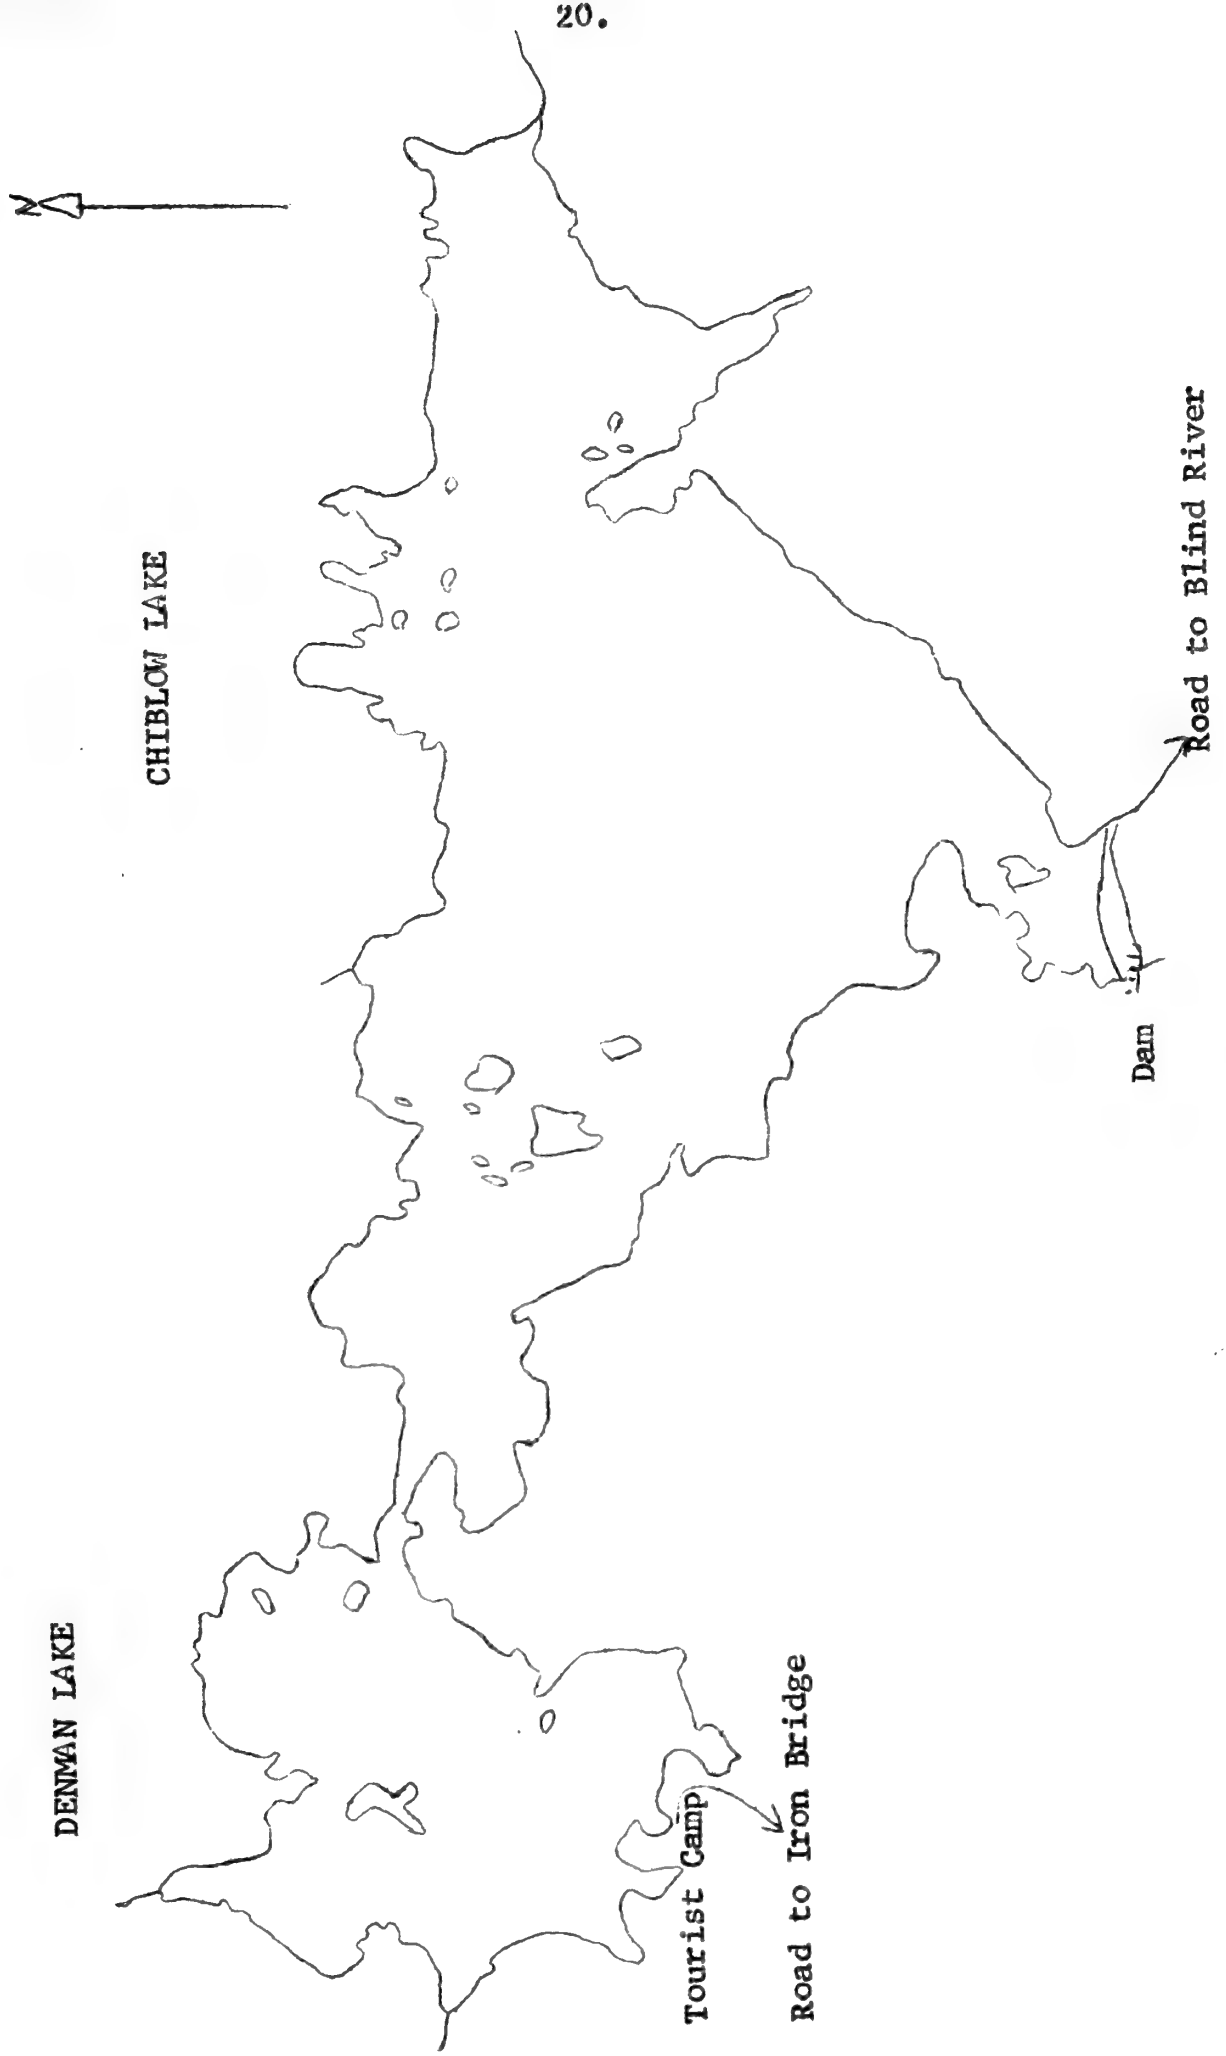 20.
N
CHIBLOW LAKE
DENMAN LAKE
Road to Blind River
Dam
Tourist Camp
Road to Iron Bridge